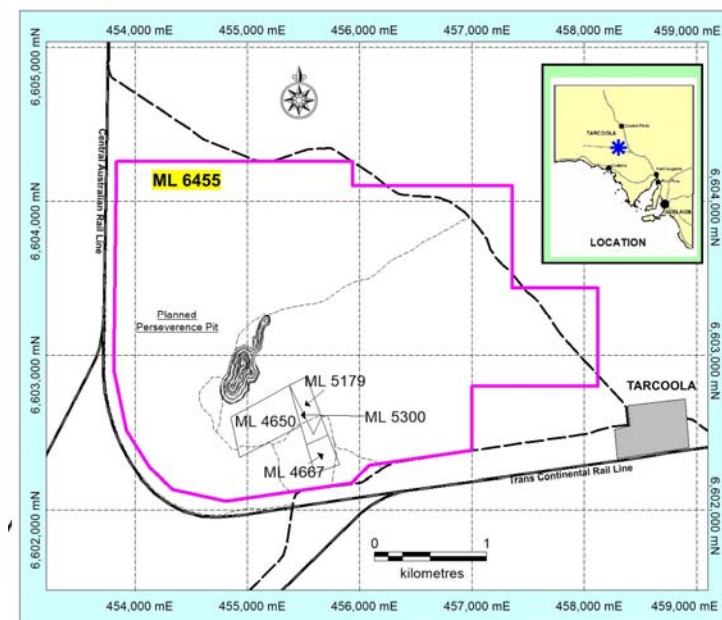 454,000 mE 455,000 mE 456,000 mE 457,000 mE 458,000 mE 459,000 mE
6,605,000 mN
6,604,000 mN
6,603,000 mN
6,602,000 mN
Central Australian Rail Line
ML 6455
Planned
Perseverence Pit
ML 5179
ML 5300
ML 4650
ML 4667
TARCOOLA
Trans Continental Rail Line
0 1
kilometres
TARCOOLA
ADELAIDE
LOCATION
6,604,000 mN
6,603,000 mN
6,602,000 mN
454,000 mE 455,000 mE 456,000 mE 457,000 mE 458,000 mE 459,000 mE